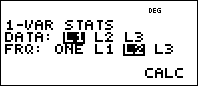 DEG
1-VAR STATS
DATA: L1 L2 L3
FRQ: ONE L1 L2 L3
CALC